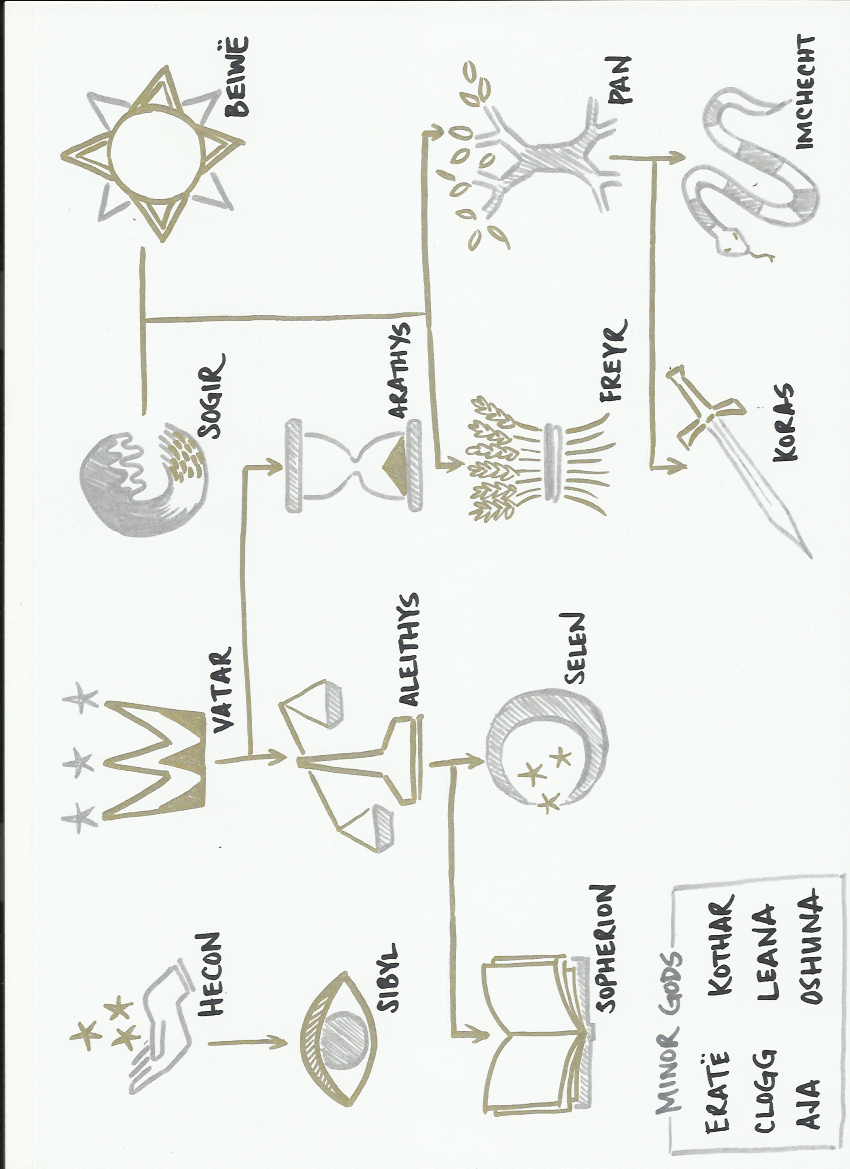 HECON
VATAR
SOGIR
BEIWË
SIBYL
ALEITHYS
ARATHYS
SOPHERION
SELEN
FREYR
PAN
KORAS
IMCHECHT
MINOR GODS
ERATË KOTHAR
CLOGG LEANA
AJA OSHUNA